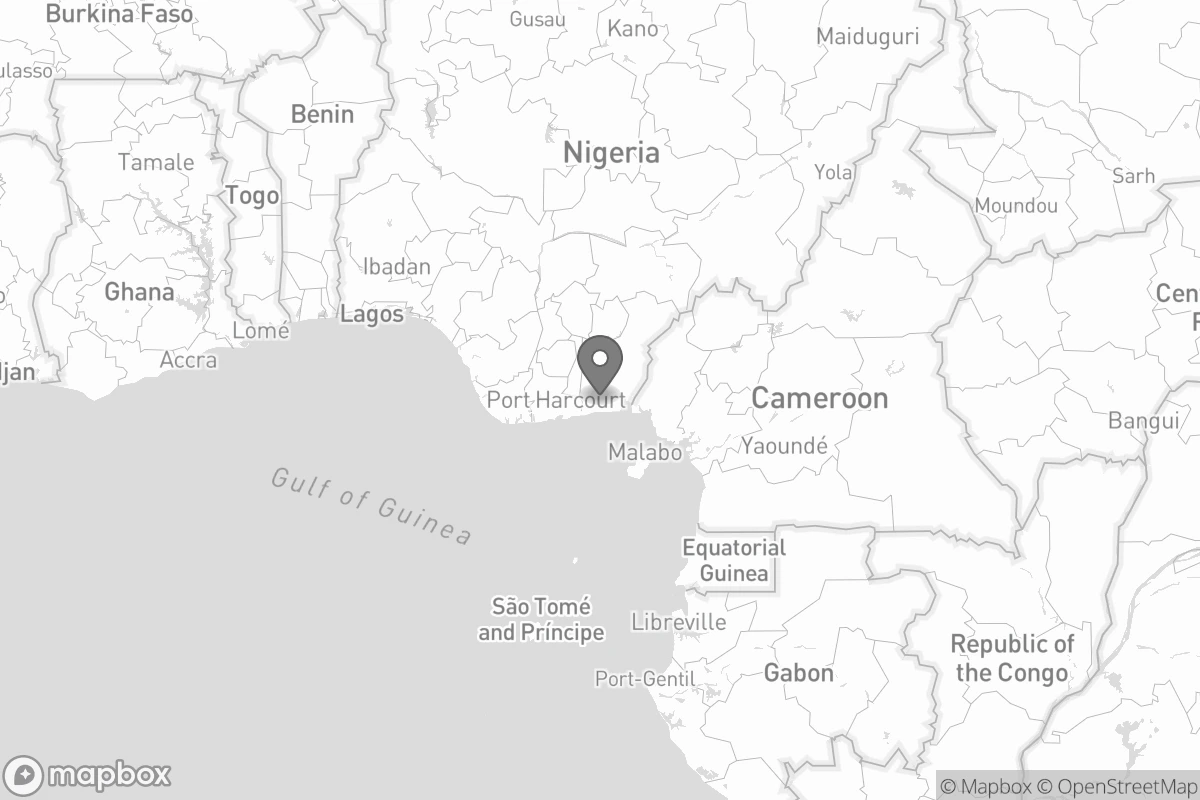 Burkina Faso
Gusau
Kano
Maiduguri
ulasso
Benin
Nigeria
Tamale
Yola
Sarh
Togo
Moundou
Ibadan
Ghana
Cen
Lagos
Lomé
Accra
djan
Port Harcourt
Cameroon
Bangui
Malabo
Yaoundé
Gulf of Guinea
Equatorial
Guinea
São Tomé
and Príncipe
Libreville
Republic of
the Congo
Port-Gentil
Gabon
mapbox
© Mapbox © OpenStreetMap